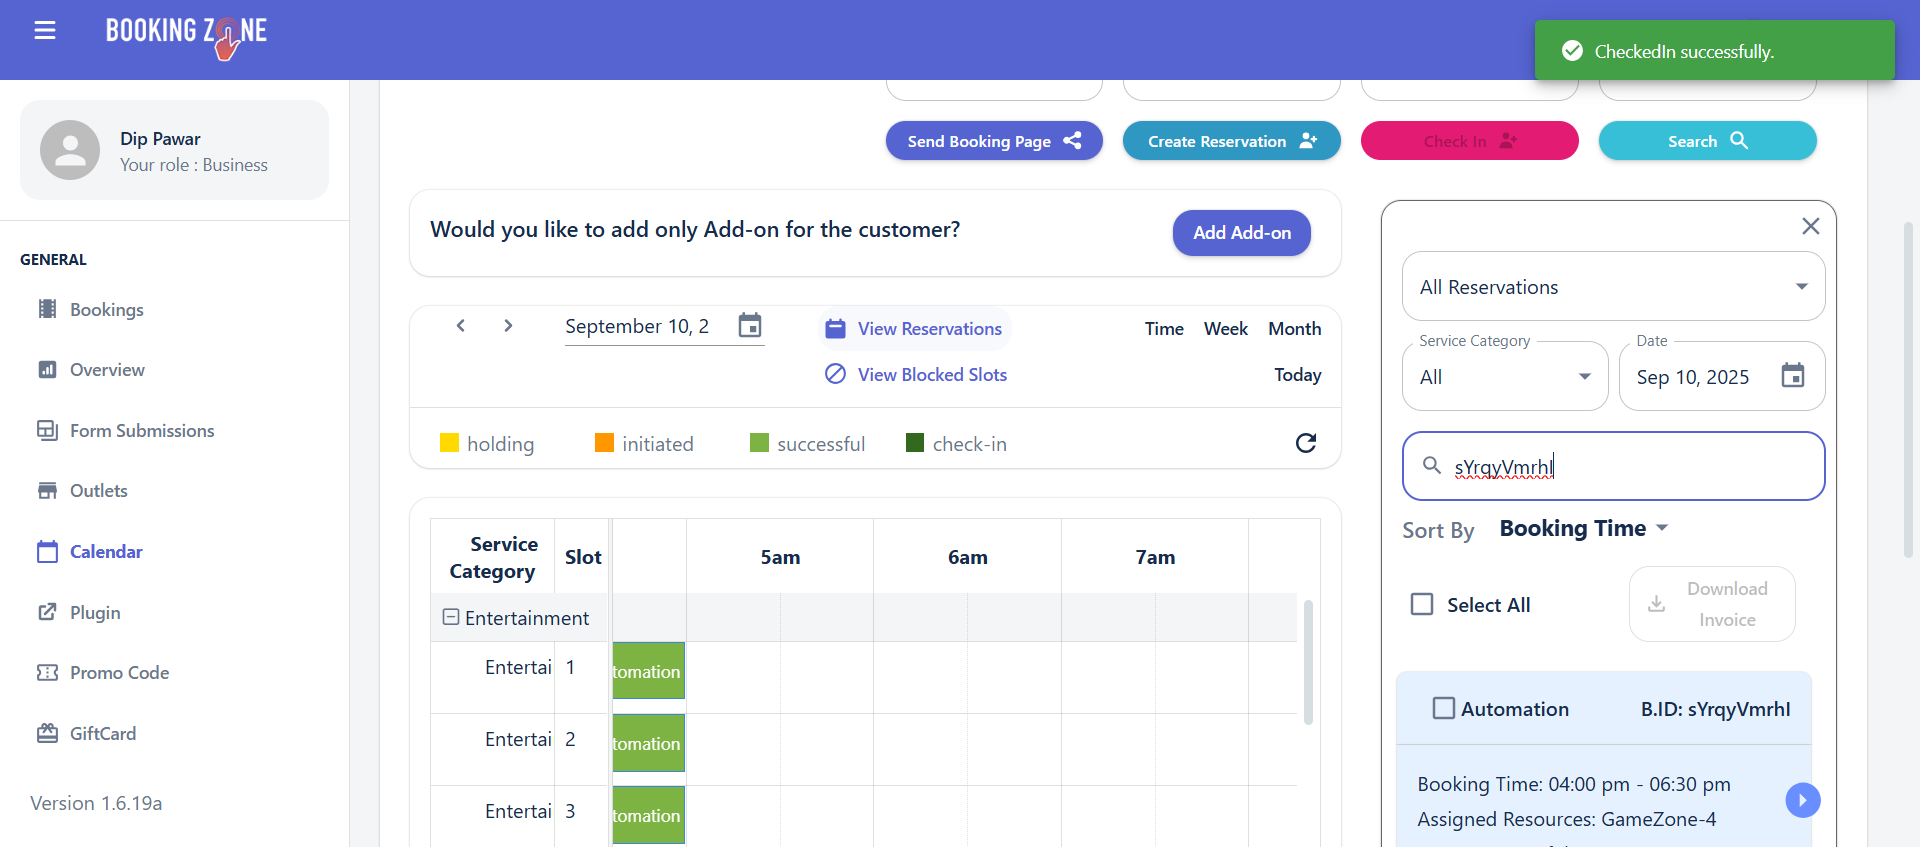 BOOKING ZONE
CheckedIn successfully.
Dip Pawar
Your role : Business
GENERAL
Bookings
Overview
Form Submissions
Outlets
Calendar
Plugin
Promo Code
GiftCard
Version 1.6.19a
Send Booking Page
Create Reservation
Check In
Search
Would you like to add only Add-on for the customer?
Add Add-on
September 10, 2
View Reservations
View Blocked Slots
Time Week Month
Today
holding
initiated
successful
check-in
Service
Category
Slot
5am
6am
7am
Entertainment
Entertai 1
tomation
Entertai 2
tomation
Entertai 3
tomation
All Reservations
Service Category
All
Date
Sep 10, 2025
sYrqyVmrhI
Sort By Booking Time
Select All
Download
Invoice
Automation
B.ID: sYrqyVmrhI
Booking Time: 04:00 pm - 06:30 pm
Assigned Resources: GameZone-4